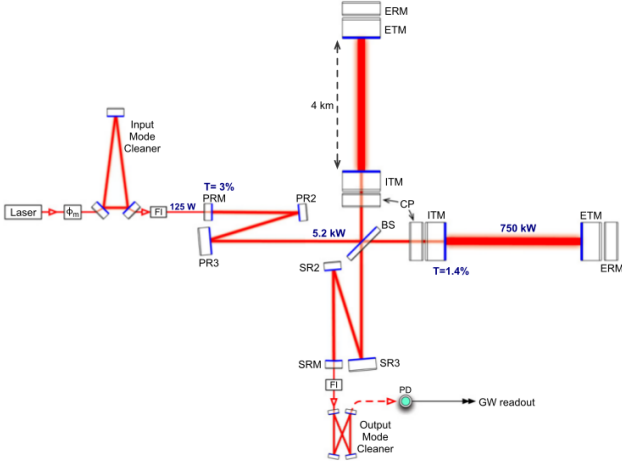 ERM
ETM
4 km
Input
Mode
Cleaner
ITM
T= 3%
Laser
ϕm
FI
125 W
PRM
PR2
CP
BS
ITM
ETM
5.2 kW
750 kW
PR3
SR2
T=1.4%
ERM
SRM
SR3
FI
PD
GW readout
Output
Mode
Cleaner